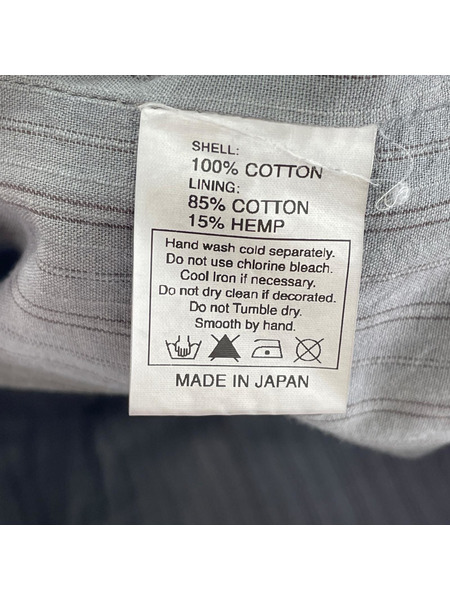 SHELL:
100% COTTON
LINING:
85% COTTON
15% HEMP
Hand wash cold separately.
Do not use chlorine bleach.
Cool Iron if necessary.
Do not dry clean if decorated.
Do not Tumble dry.
Smooth by hand.
MADE IN JAPAN